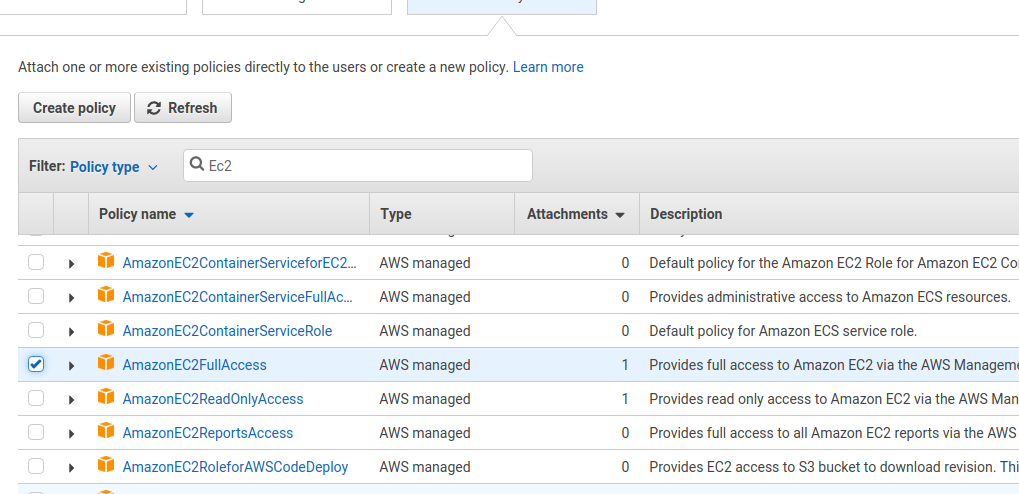 Attach one or more existing policies directly to the users or create a new policy. Learn more
Create policy Refresh
Filter: Policy type Ec2
Policy name Type Attachments Description
AmazonEC2ContainerServiceforEC2... AWS managed 0 Default policy for the Amazon EC2 Role for Amazon EC2 Co
AmazonEC2ContainerServiceFullAc... AWS managed 0 Provides administrative access to Amazon ECS resources.
AmazonEC2ContainerServiceRole AWS managed 0 Default policy for Amazon ECS service role.
AmazonEC2FullAccess AWS managed 1 Provides full access to Amazon EC2 via the AWS Manageme
AmazonEC2ReadOnlyAccess AWS managed 1 Provides read only access to Amazon EC2 via the AWS Man
AmazonEC2ReportsAccess AWS managed 0 Provides full access to all Amazon EC2 reports via the AWS
AmazonEC2RoleforAWSCodeDeploy AWS managed 0 Provides EC2 access to S3 bucket to download revision. Thi